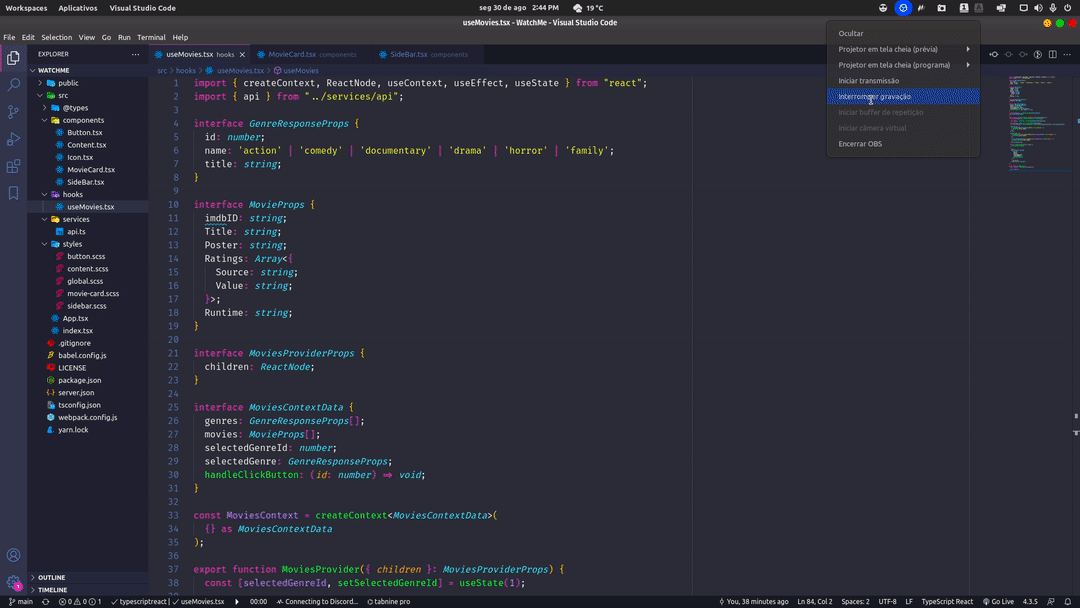 Workspaces Aplicativos Visual Studio Code seg 30 de ago 2:44 PM 19 °C
useMovies.tsx - WatchMe - Visual Studio Code
File Edit Selection View Go Run Terminal Help
EXPLORER
WATCHME
public
src
@types
components
Button.tsx
Content.tsx
Icon.tsx
MovieCard.tsx
SideBar.tsx
hooks
useMovies.tsx
services
api.ts
styles
button.scss
content.scss
global.scss
movie-card.scss
sidebar.scss
App.tsx
index.tsx
.gitignore
babel.config.js
LICENSE
package.json
server.json
tsconfig.json
webpack.config.js
yarn.lock
OUTLINE
TIMELINE
useMovies.tsx hooks MovieCard.tsx components SideBar.tsx components
src > hooks > useMovies.tsx > useMovies
1 import { createContext, ReactNode, useContext, useEffect, useState } from "react";
2 import { api } from "../services/api";
3
4 interface GenreResponseProps {
5 id: number;
6 name: 'action' | 'comedy' | 'documentary' | 'drama' | 'horror' | 'family';
7 title: string;
8 }
9
10 interface MovieProps {
11 imdbID: string;
12 Title: string;
13 Poster: string;
14 Ratings: Array<{
15 Source: string;
16 Value: string;
17 }>;
18 Runtime: string;
19 }
20
21 interface MoviesProviderProps {
22 children: ReactNode;
23 }
24
25 interface MoviesContextData {
26 genres: GenreResponseProps[];
27 movies: MovieProps[];
28 selectedGenreId: number;
29 selectedGenre: GenreResponseProps;
30 handleClickButton: (id: number) => void;
31 }
32
33 const MoviesContext = createContext<MoviesContextData>(
34 {} as MoviesContextData
35 );
36
37 export function MoviesProvider({ children }: MoviesProviderProps) {
38 const [selectedGenreId, setSelectedGenreId] = useState(1);
Ocultar
Projetor em tela cheia (prévia)
Projetor em tela cheia (programa)
Iniciar transmissão
Interromper gravação
Iniciar buffer de repetição
Iniciar câmera virtual
Encerrar OBS
main 0 0 1 typescriptreact | useMovies.tsx 00:00 Connecting to Discord... tabnine pro You, 38 minutes ago Ln 84, Col 2 Spaces: 2 UTF-8 LF TypeScript React Go Live 4.3.5